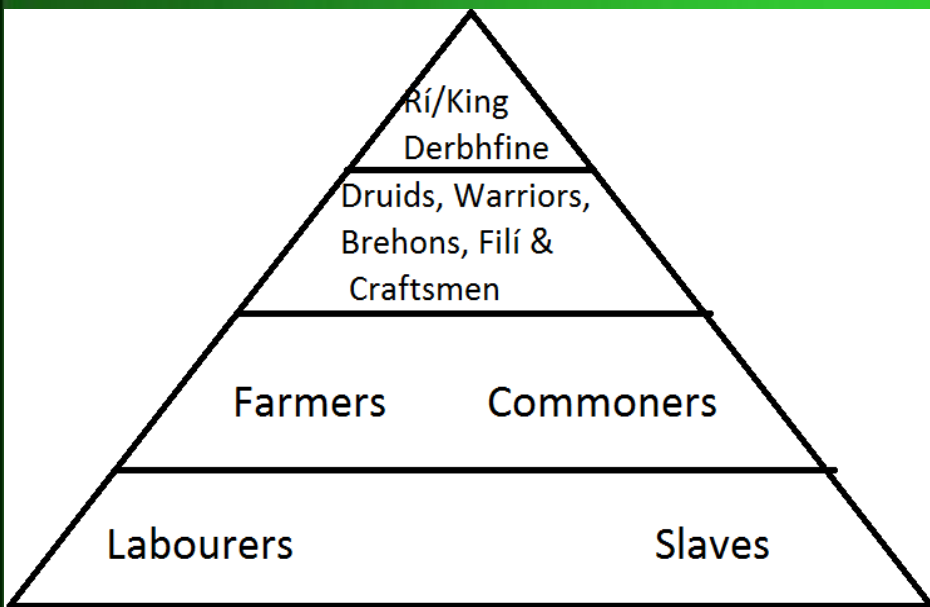 Rí/King
Derbhfine
Druids, Warriors,
Brehons, Filí &
Craftsmen
Farmers Commoners
Labourers Slaves